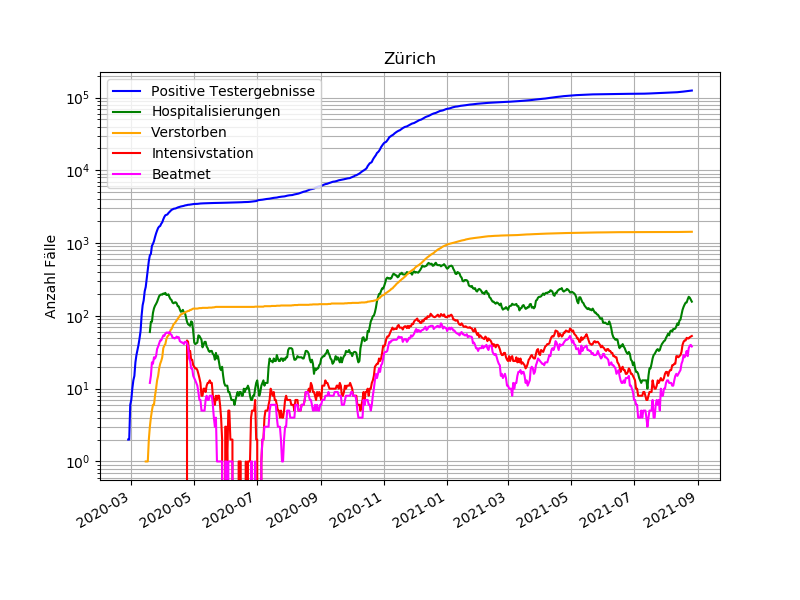 Zürich
Positive Testergebnisse
Hospitalisierungen
Verstorben
Intensivstation
Beatmet
Anzahl Fälle
10^5
10^4
10^3
10^2
10^1
10^0
2020-03
2020-05
2020-07
2020-09
2020-11
2021-01
2021-03
2021-05
2021-07
2021-09